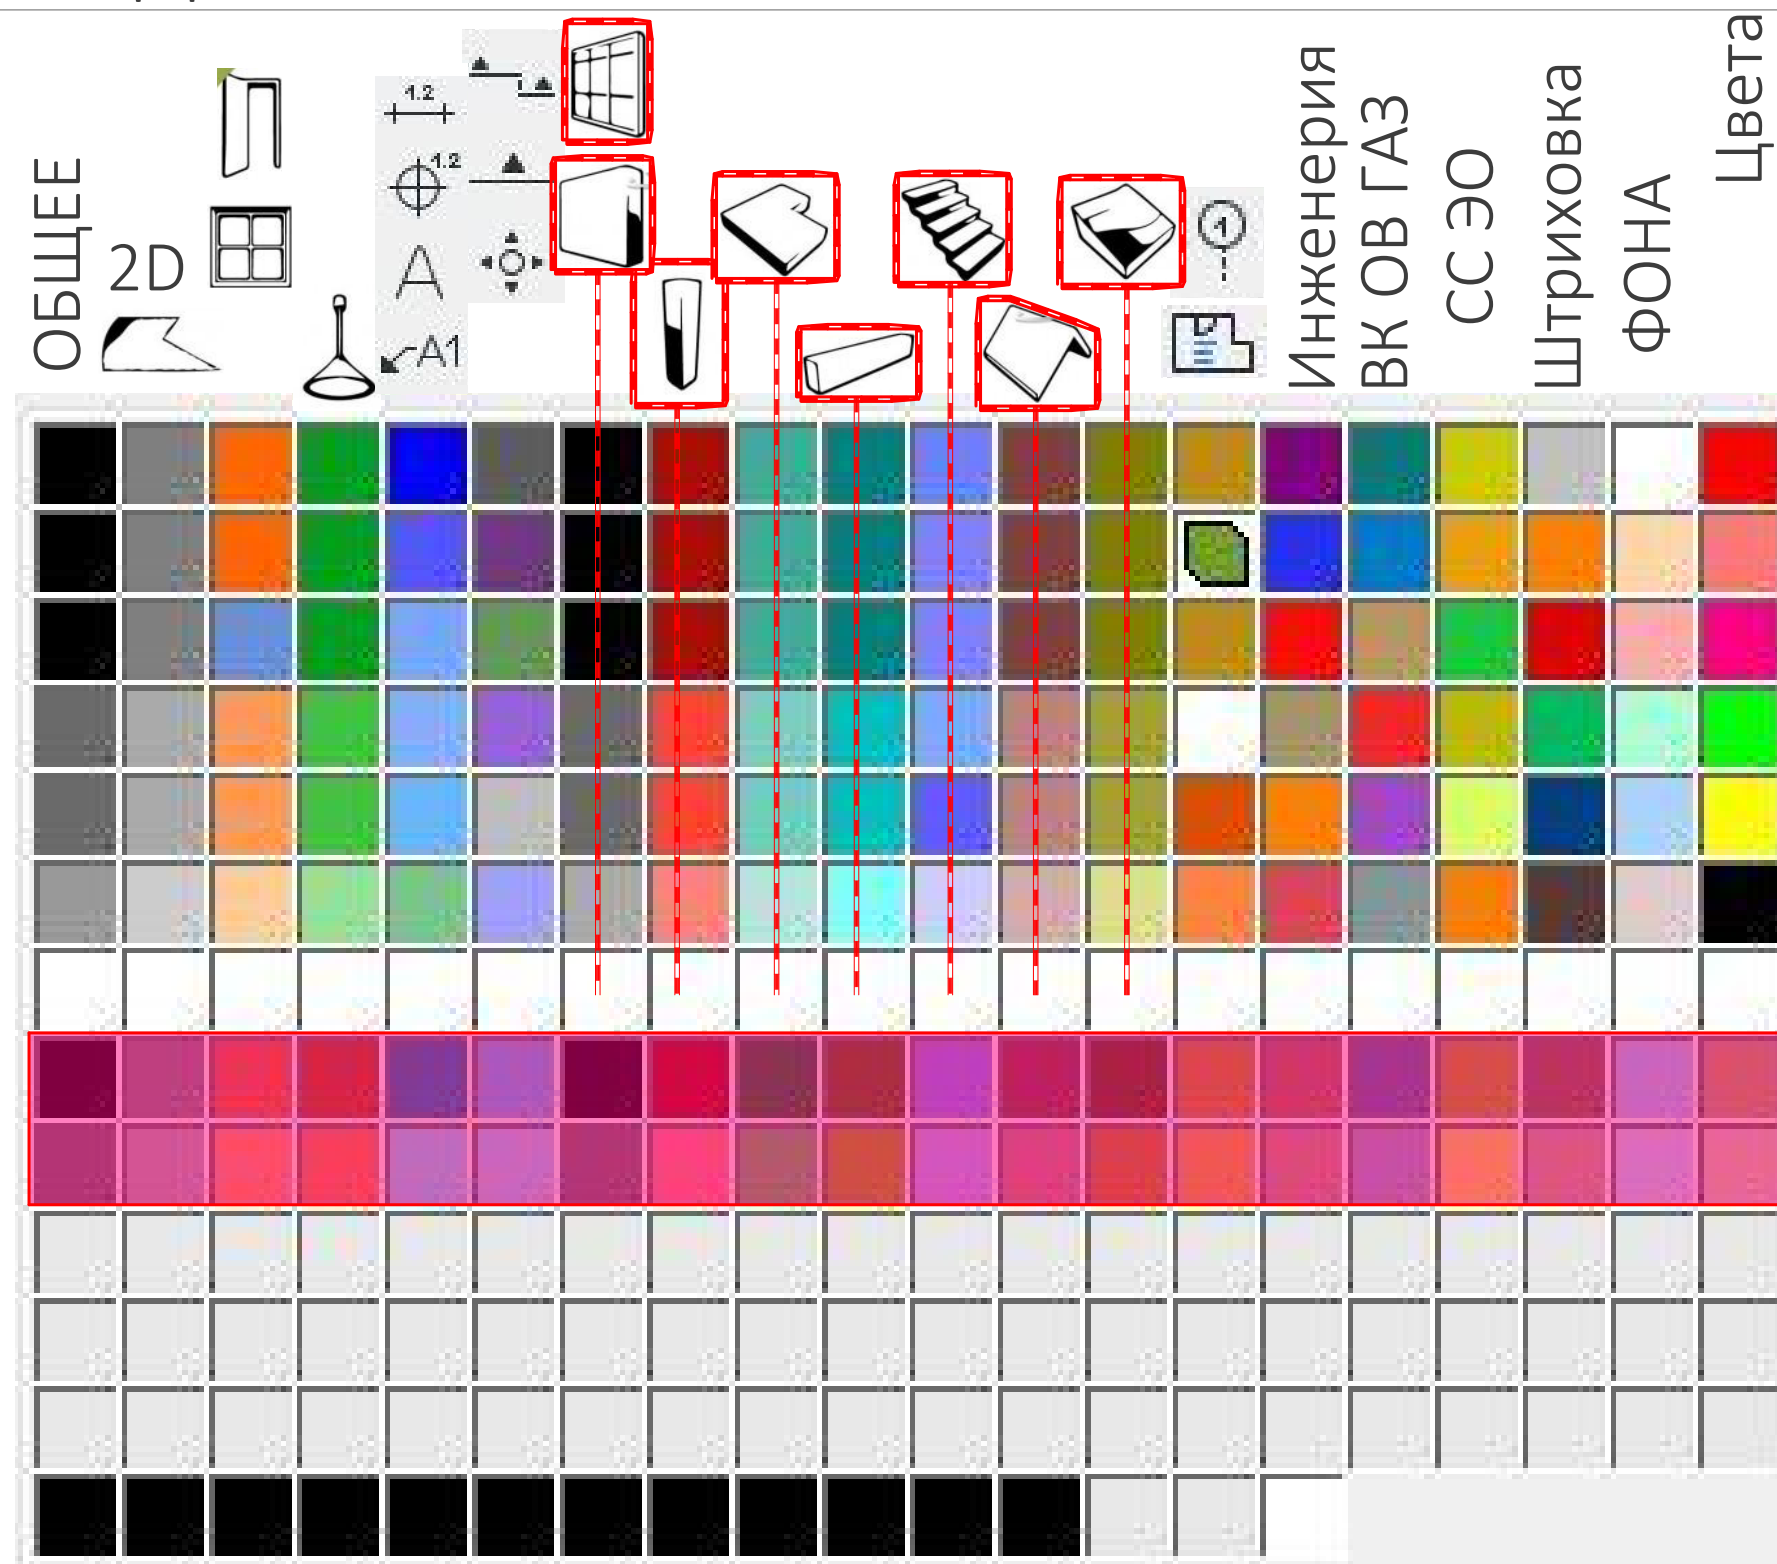 ОБЩЕЕ
2D
1.2
1.2
A
A1
1
Инженерия
ВК ОВ ГАЗ
СС ЭО
Штриховка
ФОНА
Цвета